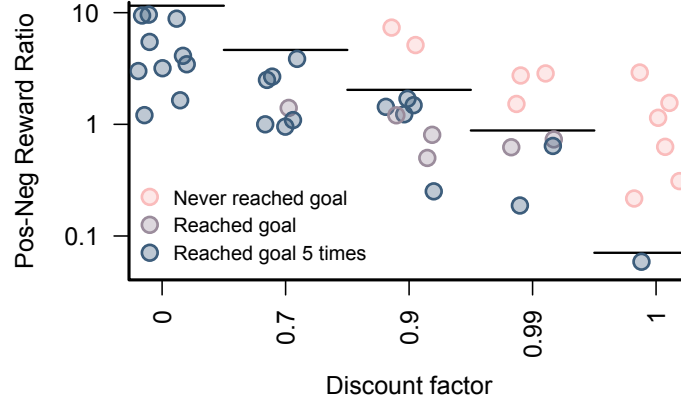 Pos-Neg Reward Ratio
10
1
0.1
Never reached goal
Reached goal
Reached goal 5 times
0
0.7
0.9
0.99
1
Discount factor